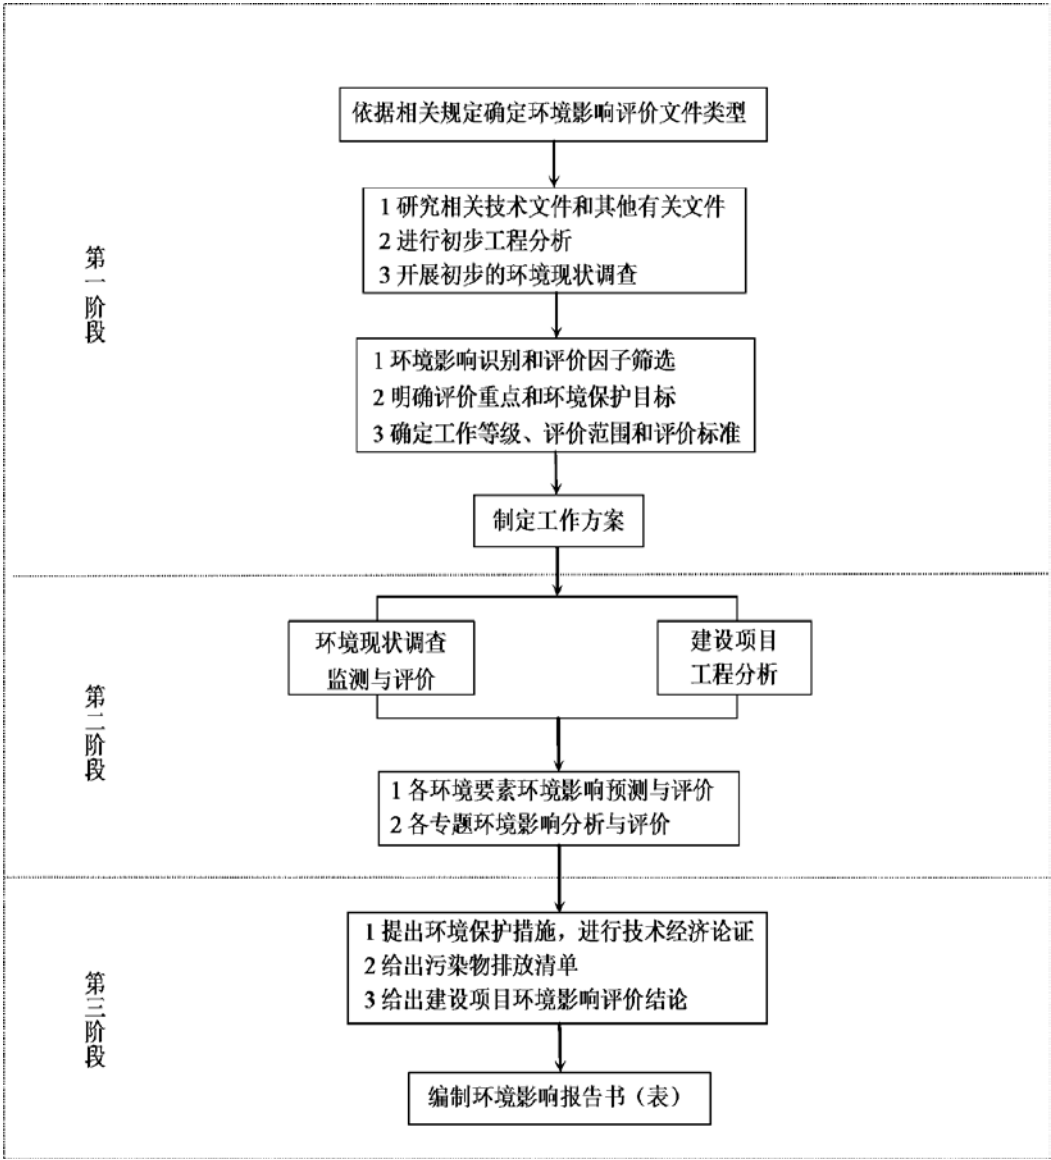 依据相关规定确定环境影响评价文件类型
1 研究相关技术文件和其他有关文件
2 进行初步工程分析
3 开展初步的环境现状调查
第一阶段
1 环境影响识别和评价因子筛选
2 明确评价重点和环境保护目标
3 确定工作等级、评价范围和评价标准
制定工作方案
环境现状调查
监测与评价
建设项目
工程分析
第二阶段
1 各环境要素环境影响预测与评价
2 各专题环境影响分析与评价
1 提出环境保护措施，进行技术经济论证
2 给出污染物排放清单
3 给出建设项目环境影响评价结论
第三阶段
编制环境影响报告书（表）